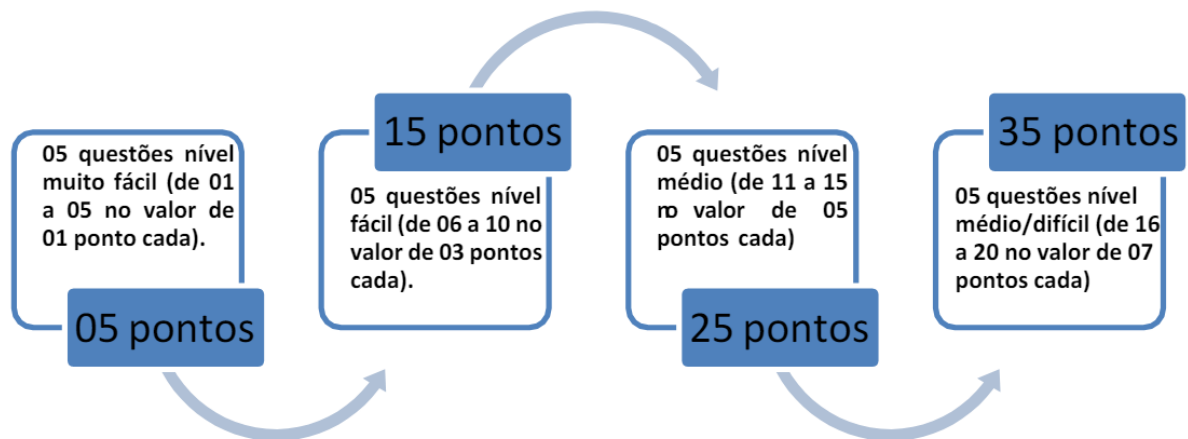 05 questões nível
muito fácil (de 01
a 05 no valor de
01 ponto cada).
05 pontos
15 pontos
05 questões nível
fácil (de 06 a 10 no
valor de 03 pontos
cada).
05 questões nível
médio (de 11 a 15
no valor de 05
pontos cada)
25 pontos
35 pontos
05 questões nível
médio/difícil (de 16
a 20 no valor de 07
pontos cada)